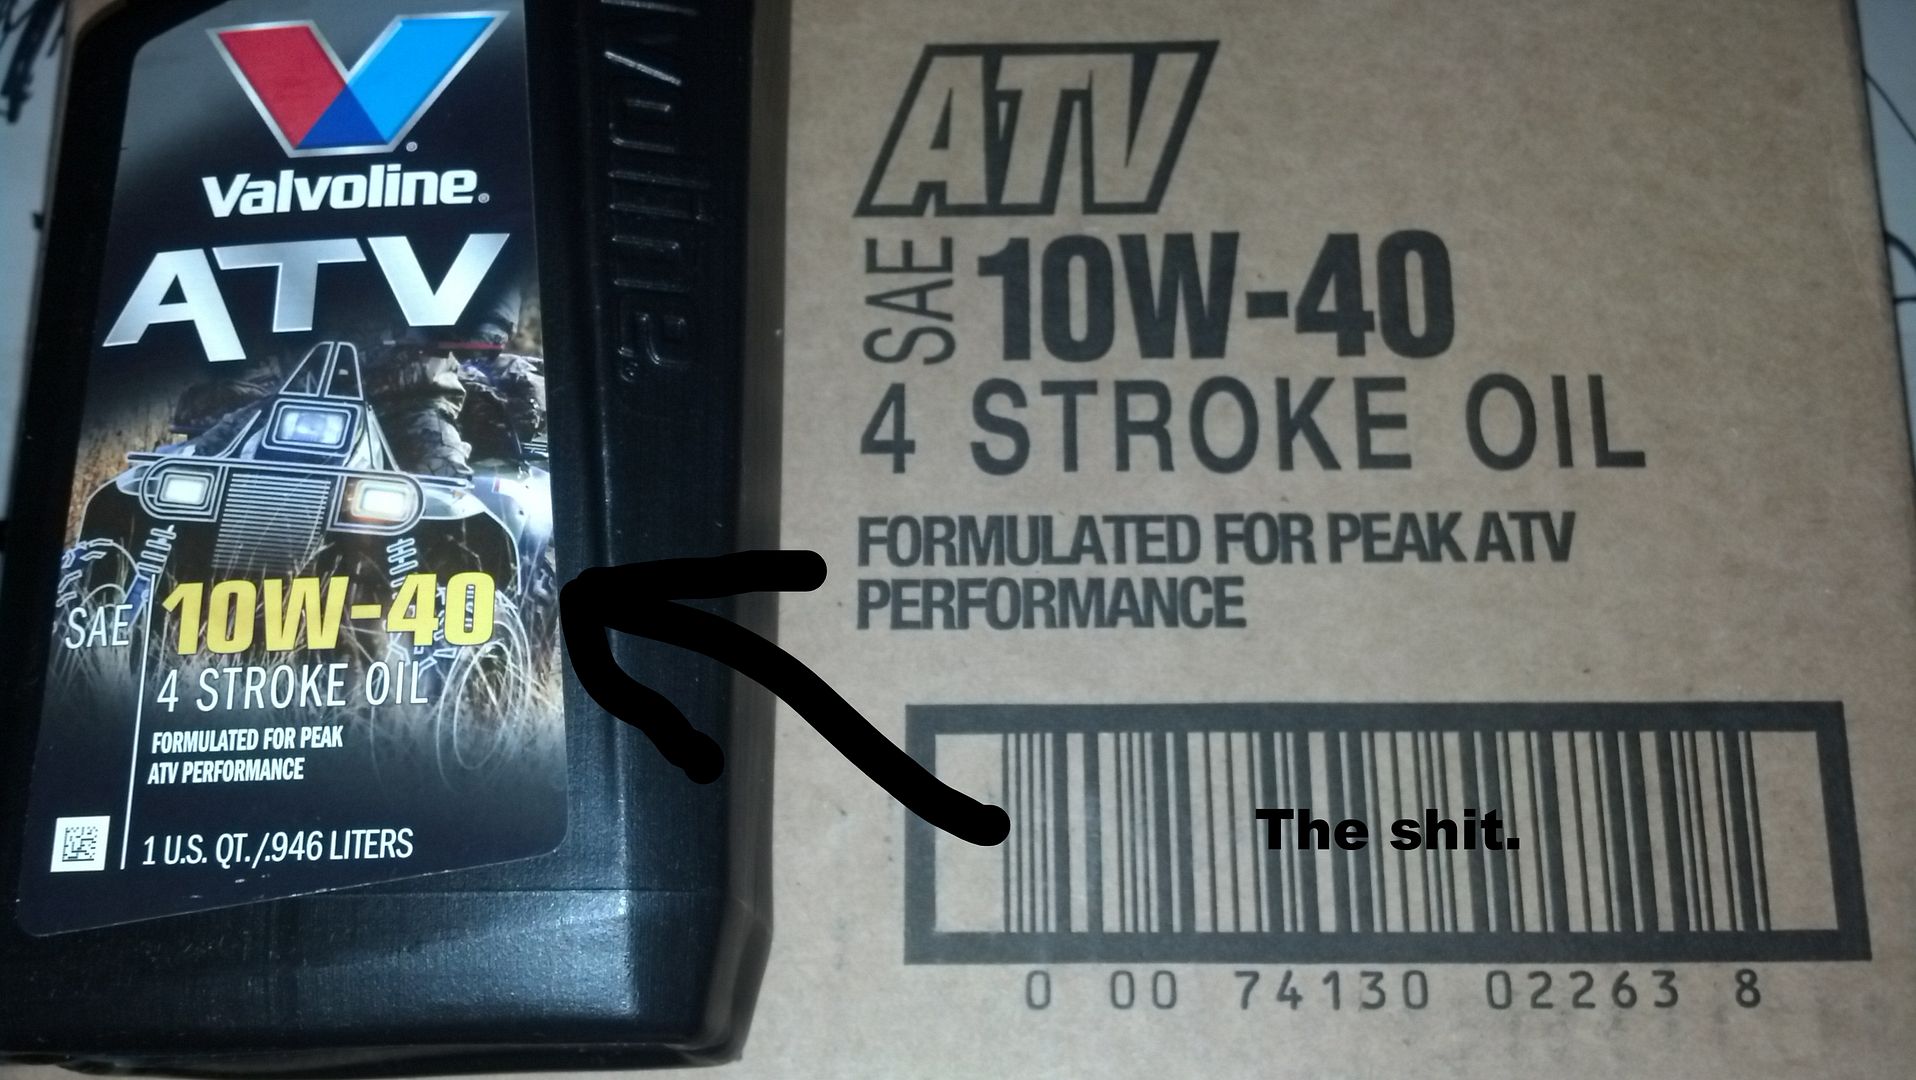 Valvoline®
ATV
SAE 10W-40
4 STROKE OIL
FORMULATED FOR PEAK
ATV PERFORMANCE
1 U.S. QT./.946 LITERS
ATV
SAE 10W-40
4 STROKE OIL
FORMULATED FOR PEAK ATV
PERFORMANCE
The shit.
0 00 74130 02263 8